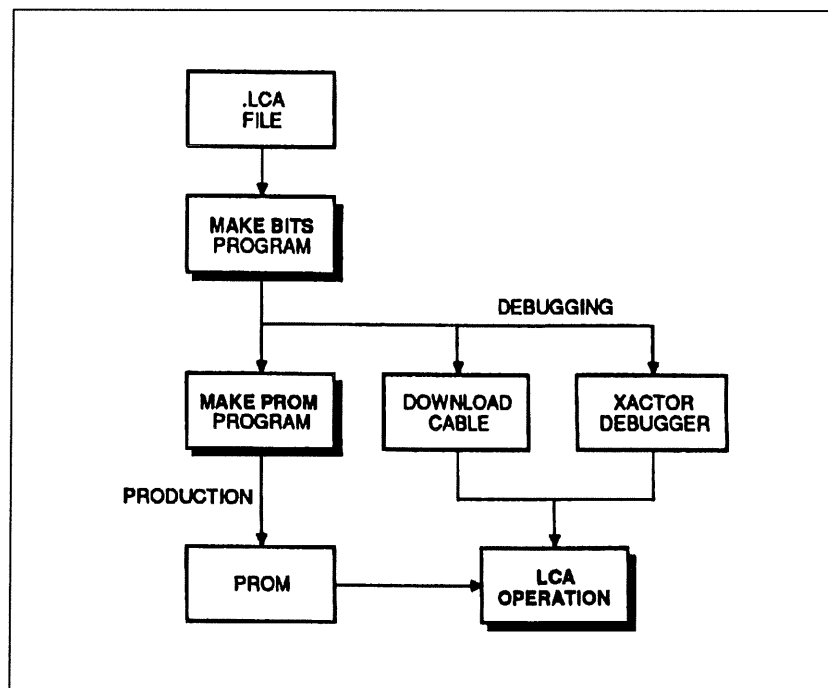 .LCA
FILE
MAKE BITS
PROGRAM
DEBUGGING
MAKE PROM
PROGRAM
DOWNLOAD
CABLE
XACTOR
DEBUGGER
PRODUCTION
PROM
LCA
OPERATION